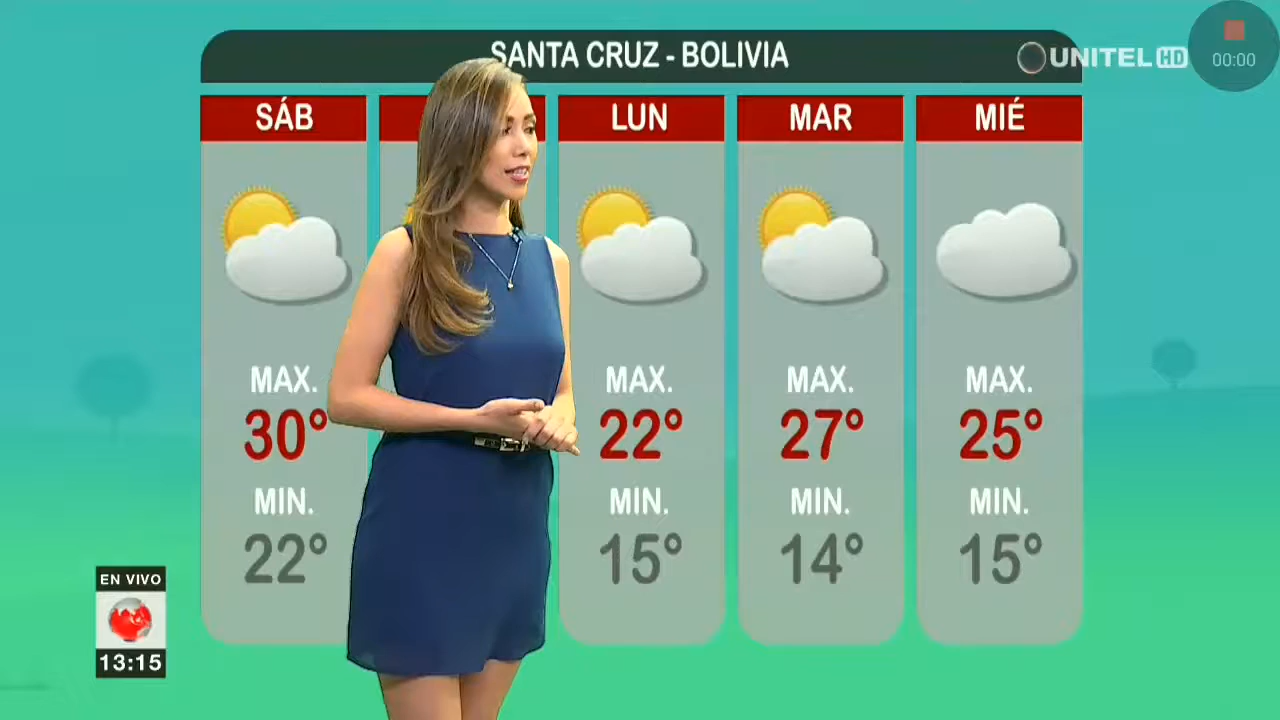 SANTA CRUZ - BOLIVIA
UNITEL HD
00:00
SÁB
LUN
MAR
MIÉ
MAX.
30°
MIN.
22°
MAX.
22°
MIN.
15°
MAX.
27°
MIN.
14°
MAX.
25°
MIN.
15°
EN VIVO
13:15